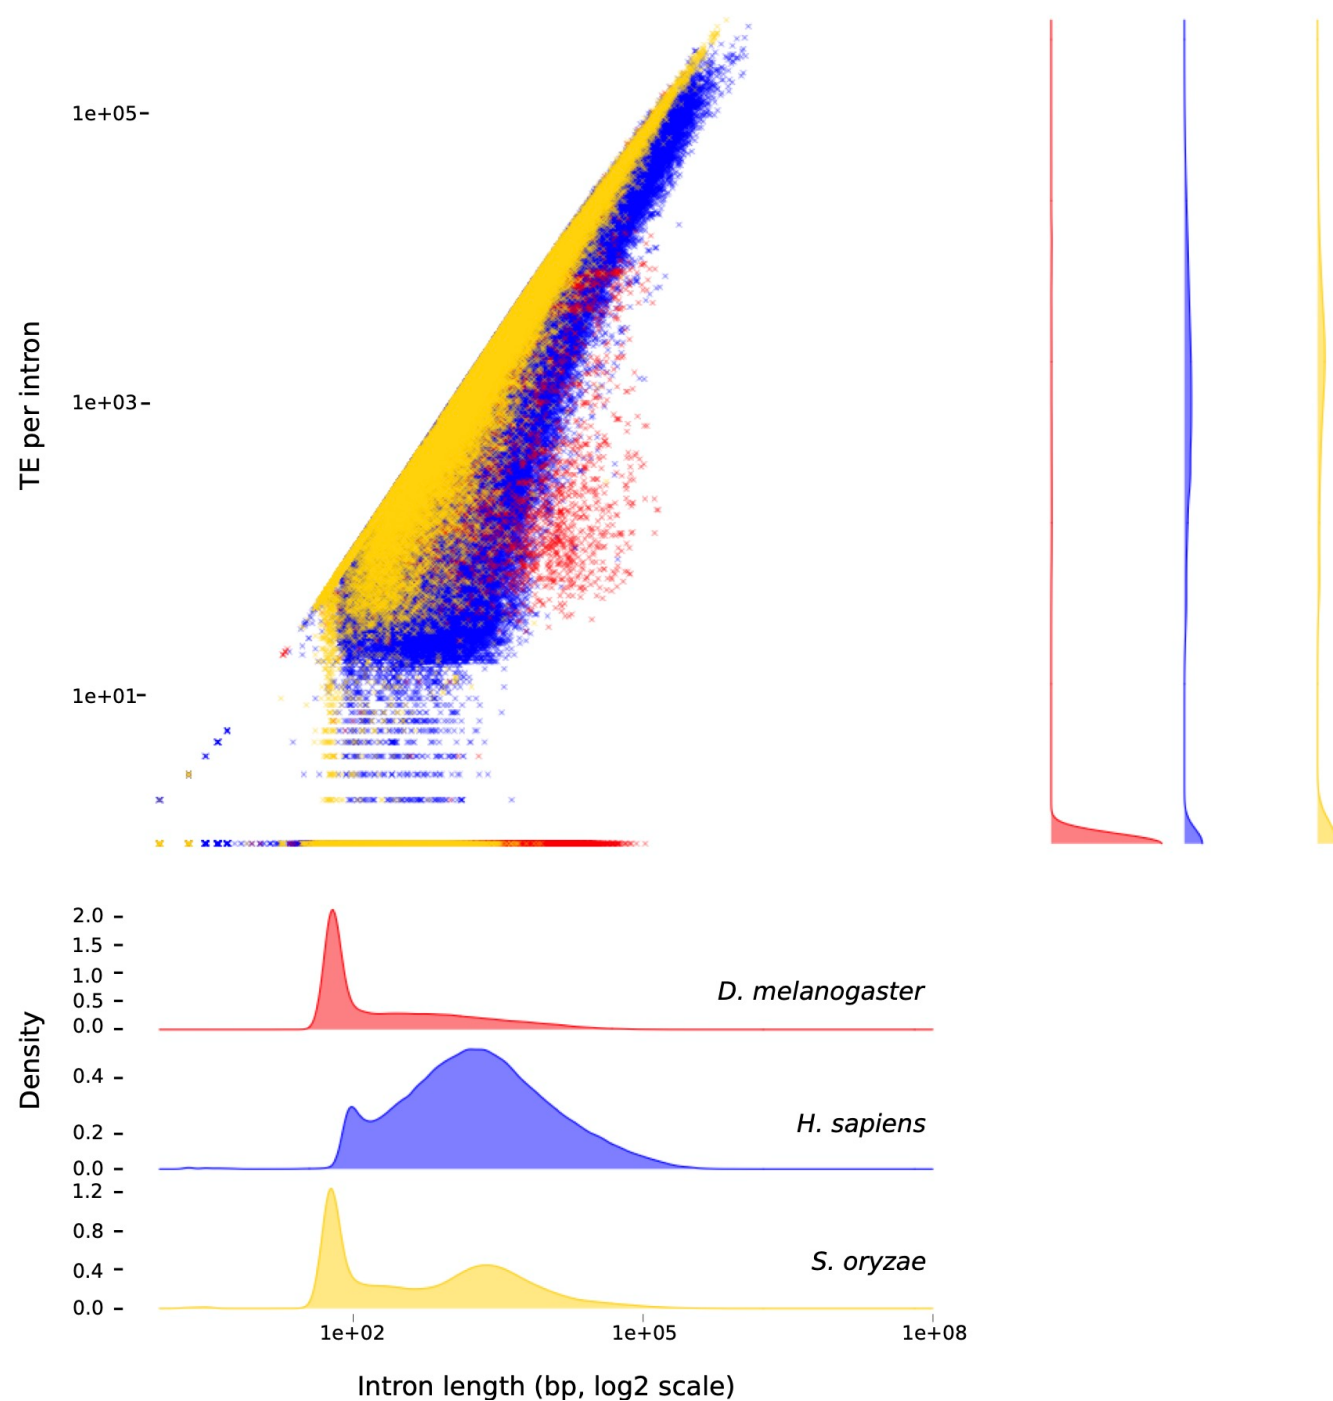 1e+05
1e+03
1e+01
TE per intron
2.0
1.5
1.0
0.5
0.0
D. melanogaster
0.4
0.2
0.0
H. sapiens
1.2
0.8
0.4
0.0
S. oryzae
Density
1e+02 1e+05 1e+08
Intron length (bp, log2 scale)